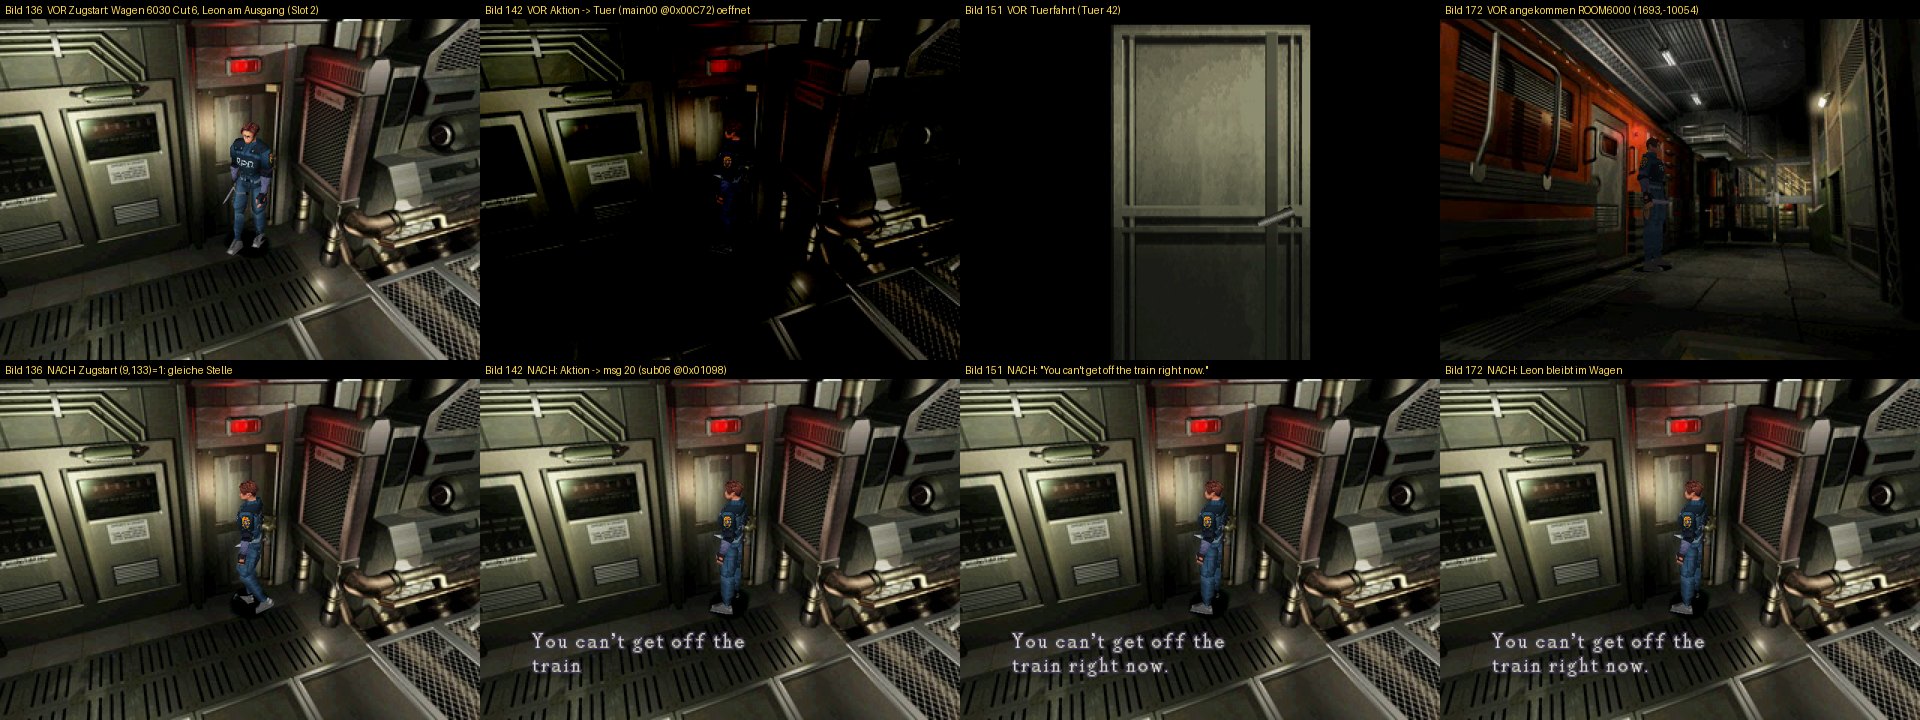 Bild 136 VOR Zugstart: Wagen 6030 Cut 6, Leon am Ausgang (Slot 2)
Bild 142 VOR: Aktion -> Tuer (main00 @0x00C72) oeffnet
Bild 151 VOR: Tuerfahrt (Tuer 42)
Bild 172 VOR: angekommen ROOM6000 (1693,-10054)
Bild 136 NACH Zugstart (9,133)=1: gleiche Stelle
Bild 142 NACH: Aktion -> msg 20 (sub06 @0x01098)
Bild 151 NACH: "You can't get off the train right now."
Bild 172 NACH: Leon bleibt im Wagen
You can't get off the
train
You can't get off the
train right now.
You can't get off the
train right now.